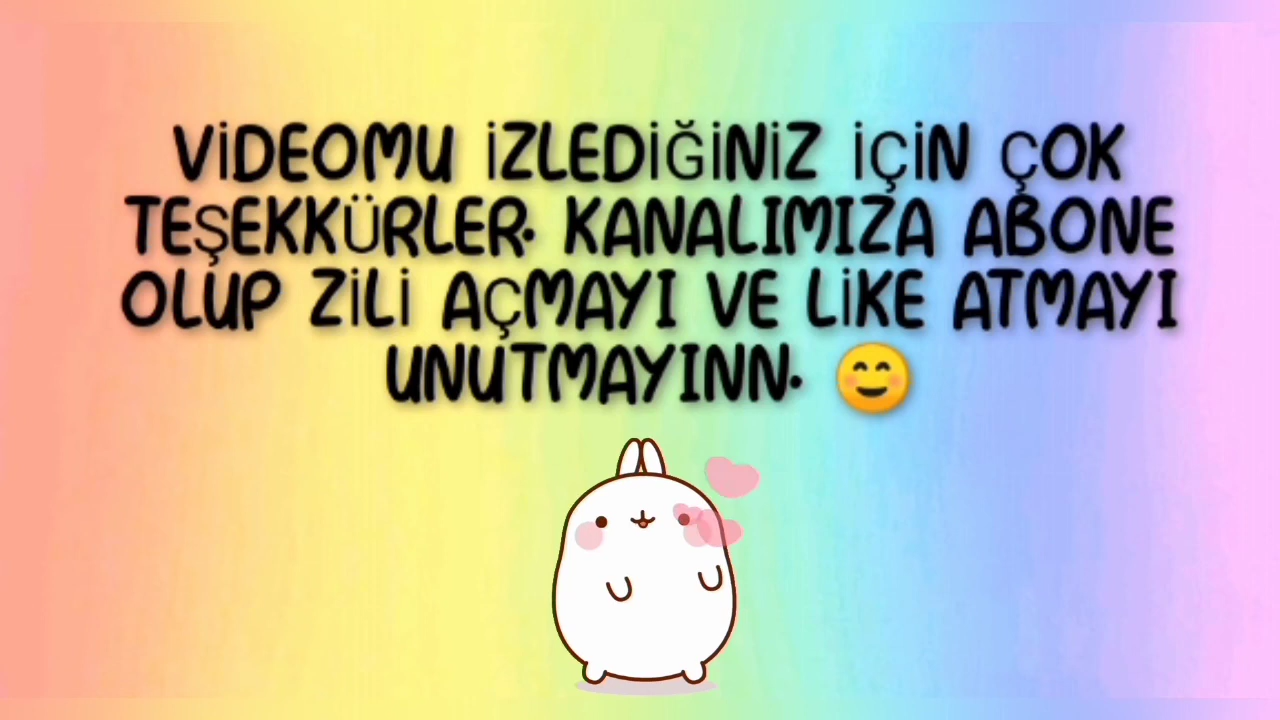 VİDEOMU İZLEDİĞİNİZ İÇİN ÇOK
TEŞEKKÜRLER. KANALIMIZA ABONE
OLUP ZİLİ AÇMAYI VE LİKE ATMAYI
UNUTMAYINN. 😊